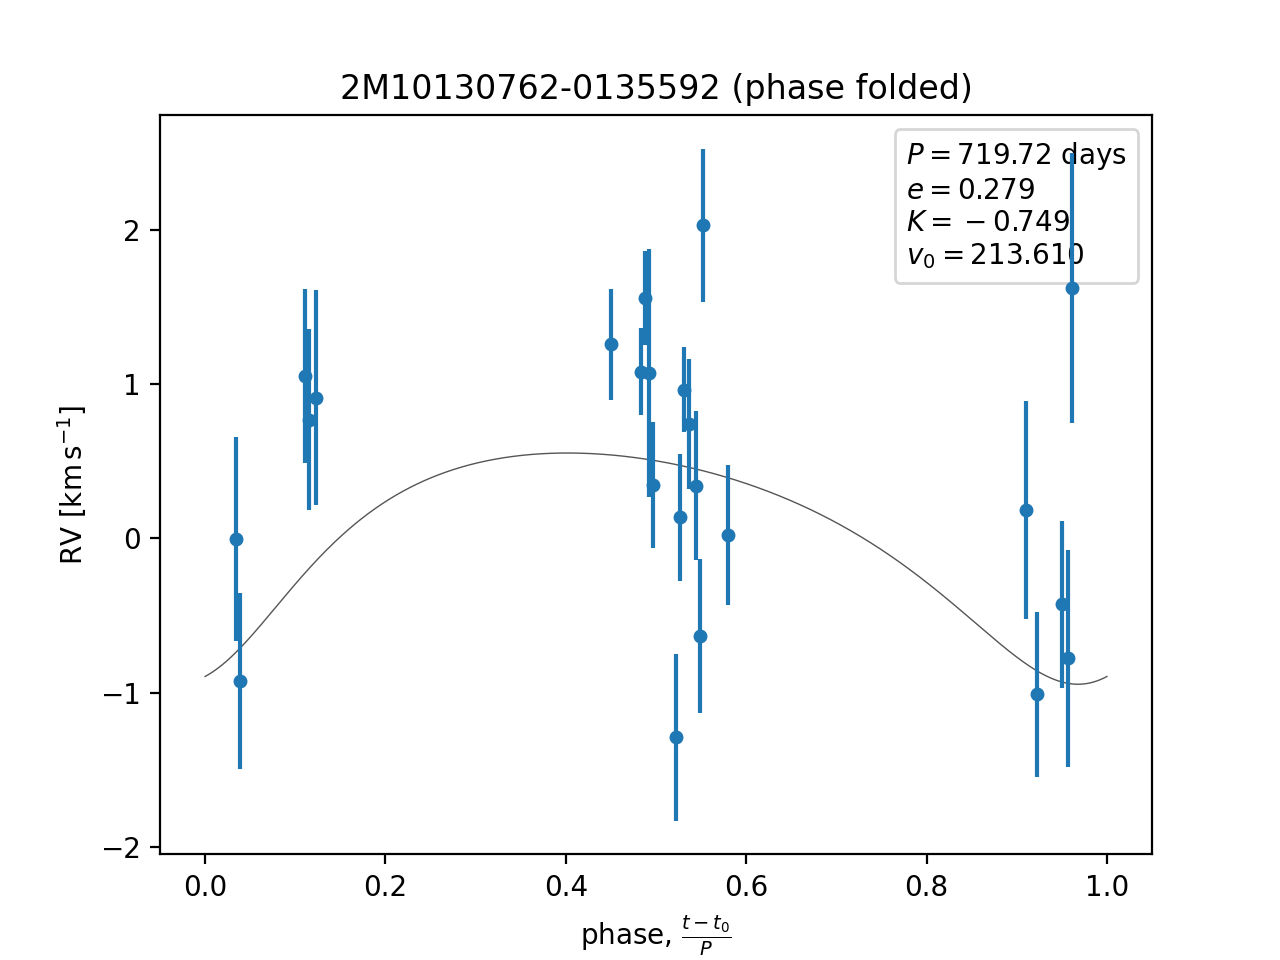 2M10130762-0135592 (phase folded)
P = 719.72 days
e = 0.279
K = −0.749
v₀ = 213.610
RV [km s⁻¹]
2
1
0
−1
−2
0.0 0.2 0.4 0.6 0.8 1.0
phase, (t − t₀)/P